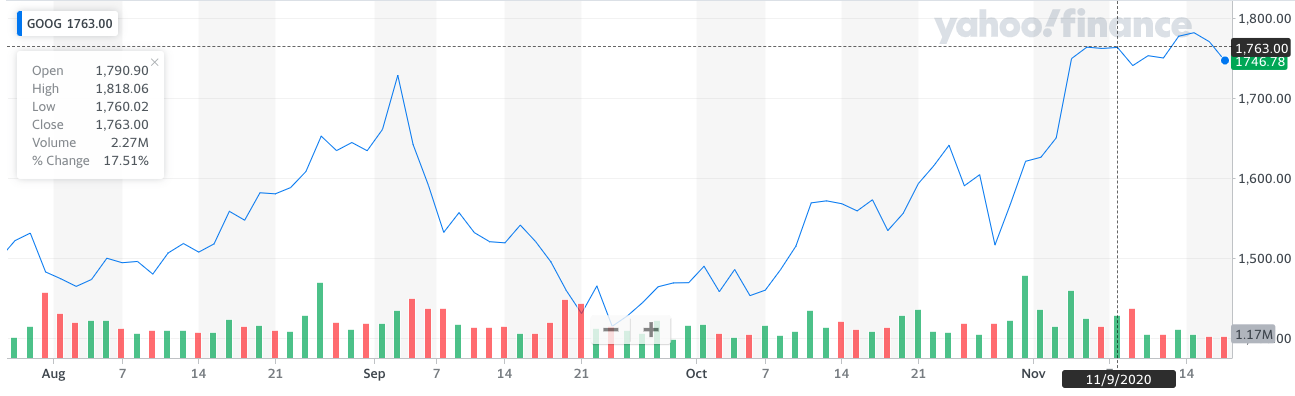 yahoo!finance
GOOG 1763.00
Open 1,790.90
High 1,818.06
Low 1,760.02
Close 1,763.00
Volume 2.27M
% Change 17.51%
1,800.00
1,763.00
1746.78
1,700.00
1,600.00
1,500.00
1.17M
Aug 7 14 21 Sep 7 14 21 Oct 7 14 21 Nov 11/9/2020 14